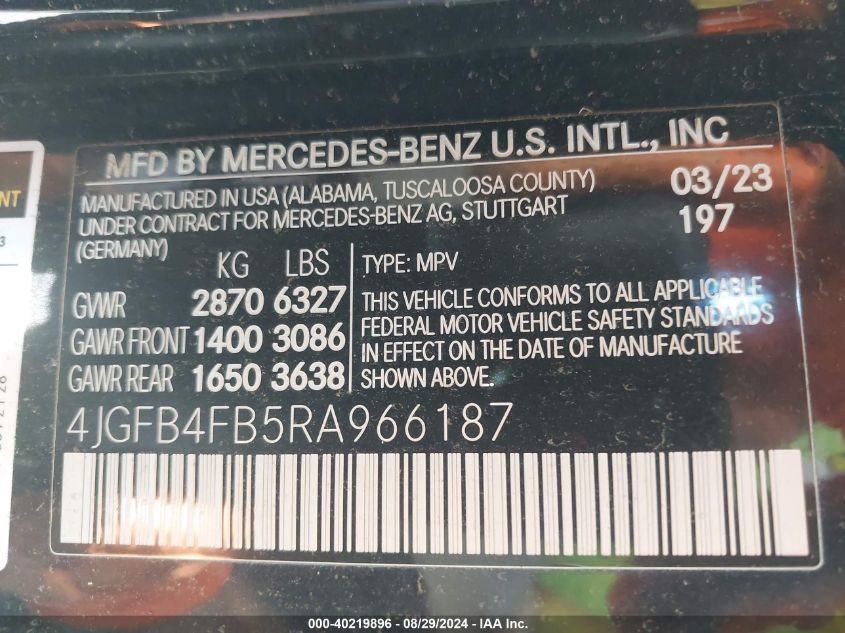 MFD BY MERCEDES-BENZ U.S. INTL., INC
MANUFACTURED IN USA (ALABAMA, TUSCALOOSA COUNTY) 03/23
UNDER CONTRACT FOR MERCEDES-BENZ AG, STUTTGART 197
(GERMANY)
KG LBS
GVWR 2870 6327
GAWR FRONT 1400 3086
GAWR REAR 1650 3638
TYPE: MPV
THIS VEHICLE CONFORMS TO ALL APPLICABLE
FEDERAL MOTOR VEHICLE SAFETY STANDARDS
IN EFFECT ON THE DATE OF MANUFACTURE
SHOWN ABOVE.
4JGFB4FB5RA966187
000-40219896 - 08/29/2024 - IAA Inc.